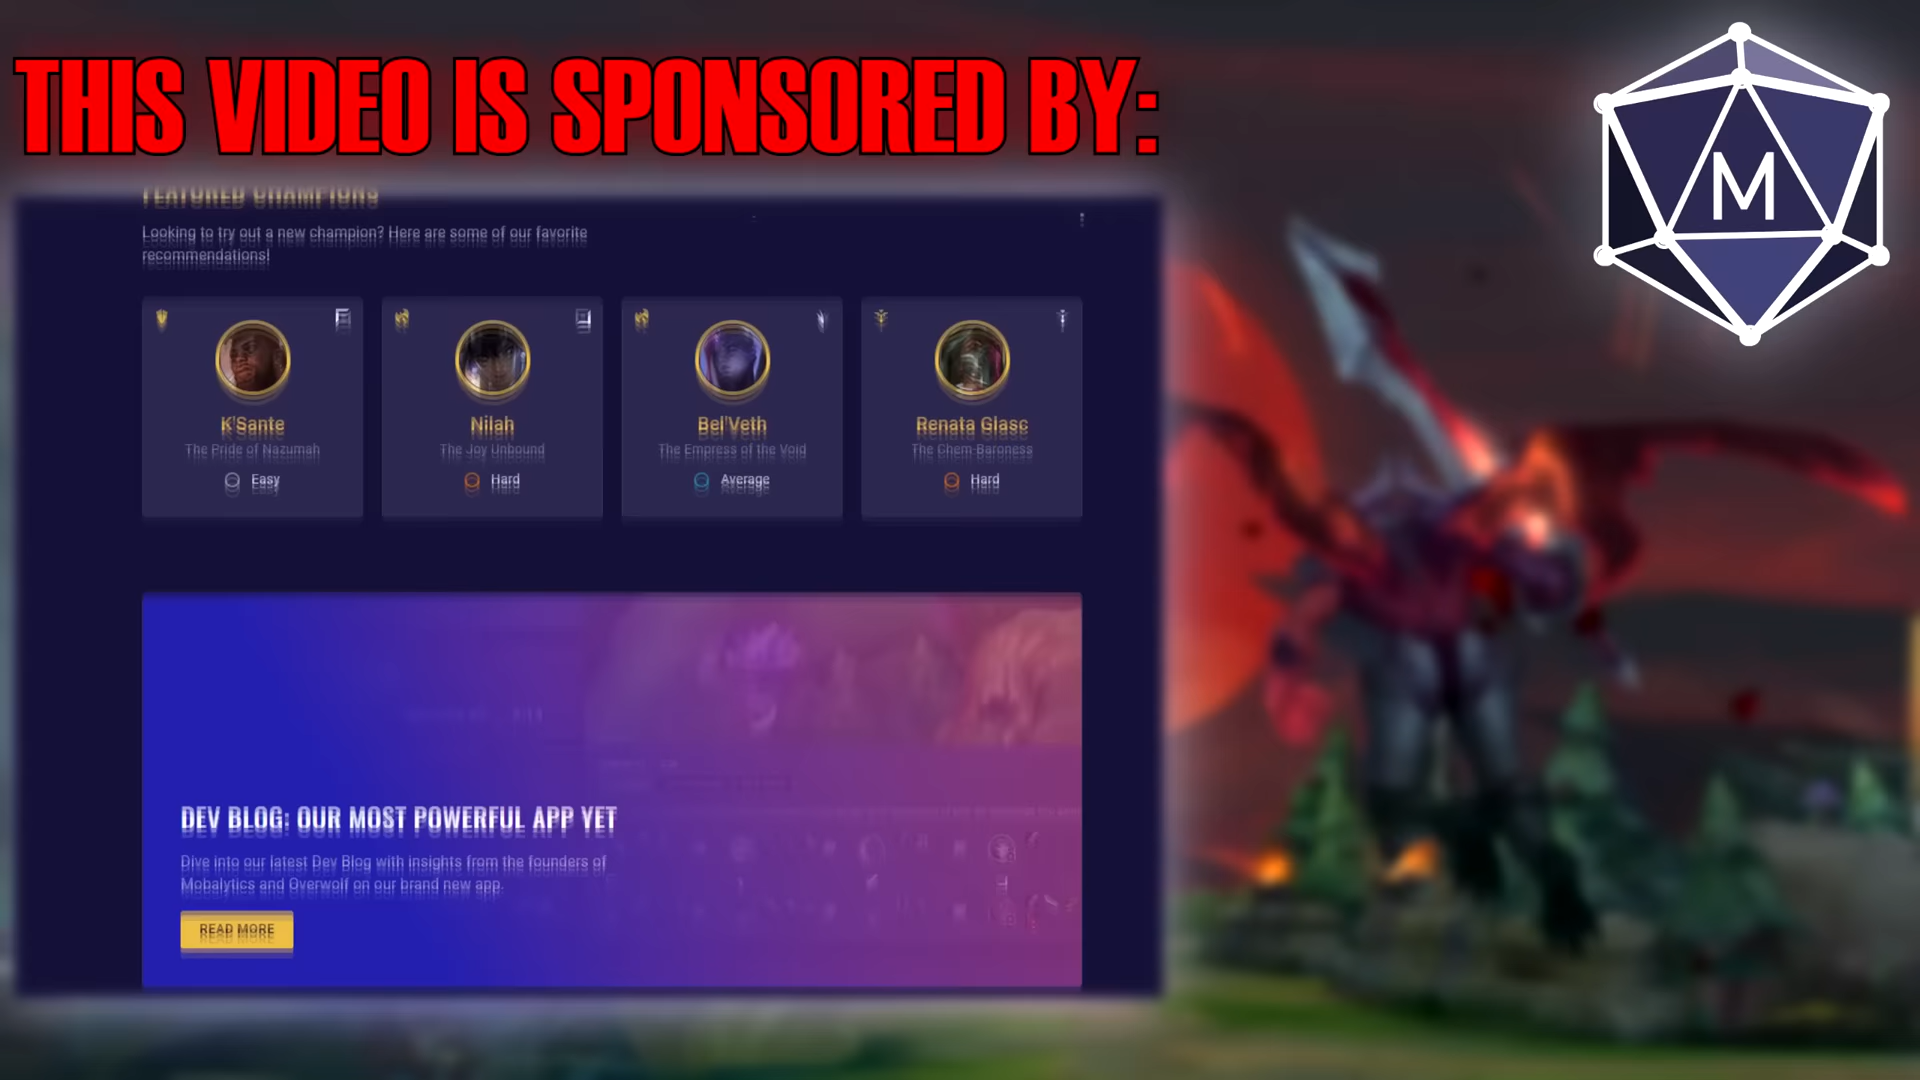 THIS VIDEO IS SPONSORED BY:
M
FEATURED CHAMPIONS
Looking to try out a new champion? Here are some of our favorite
recommendations!
K'Sante
The Pride of Nazumah
Easy
Nilah
The Joy Unbound
Hard
Bel'Veth
The Empress of the Void
Average
Renata Glasc
The Chem-Baroness
Hard
DEV BLOG: OUR MOST POWERFUL APP YET
Dive into our latest Dev Blog with insights from the founders of
Mobalytics and Overwolf on our brand new app.
READ MORE